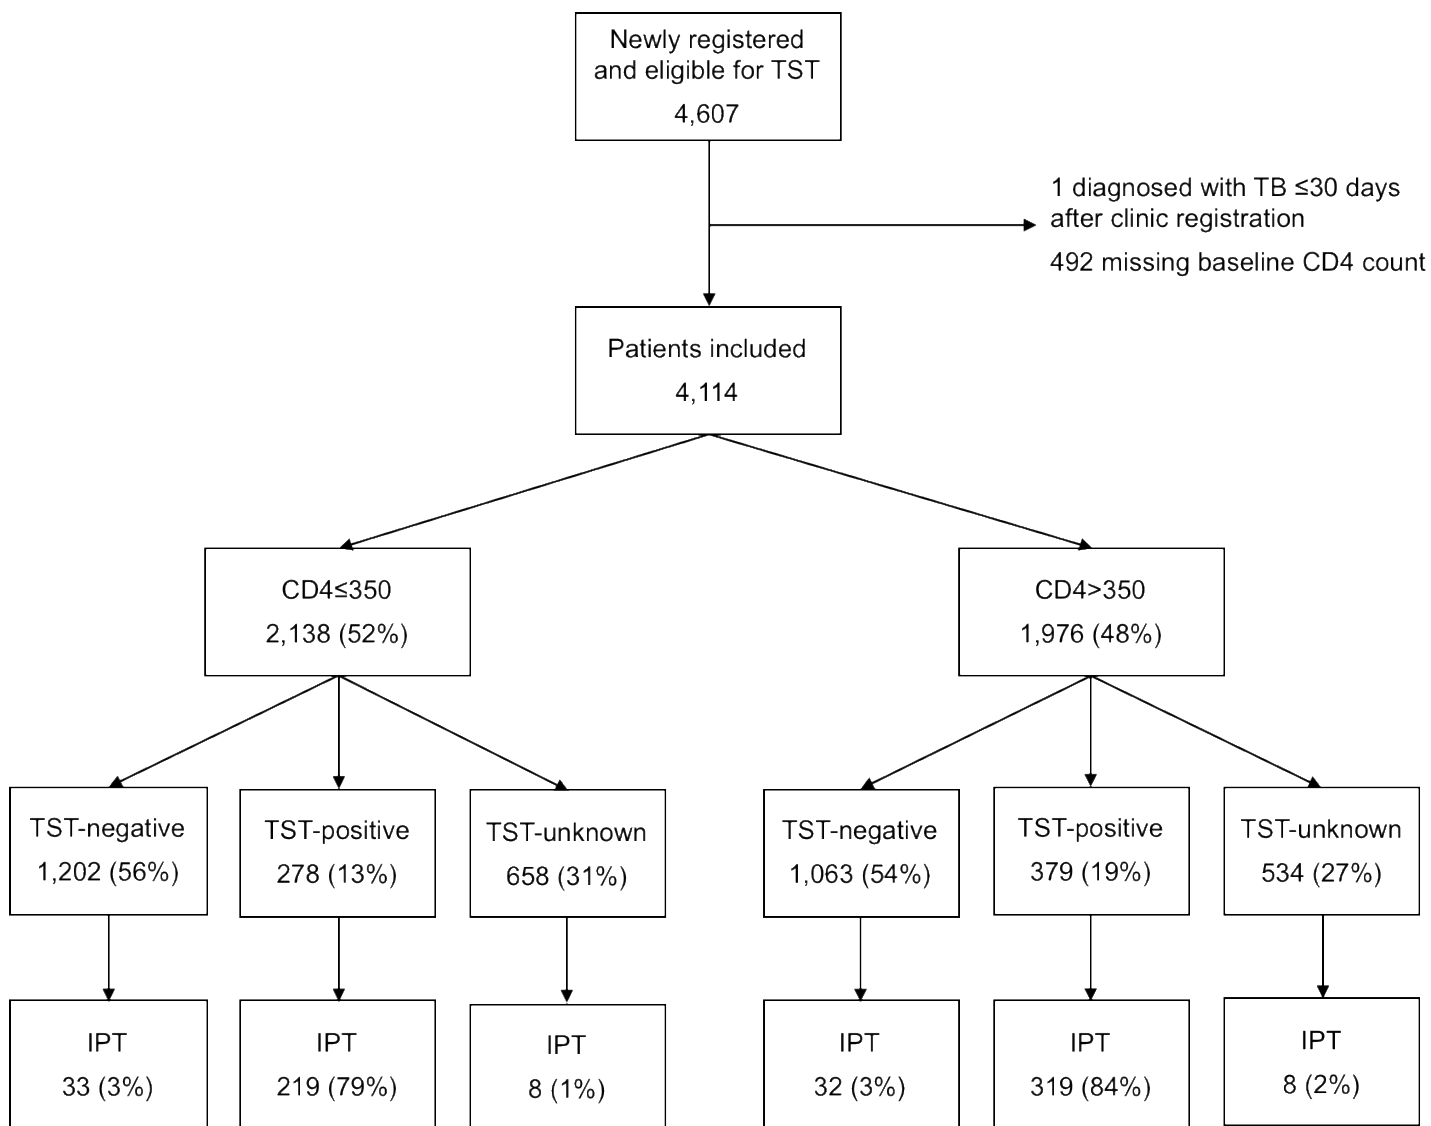 Newly registered
and eligible for TST
4,607
1 diagnosed with TB ≤30 days
after clinic registration
492 missing baseline CD4 count
Patients included
4,114
CD4≤350
2,138 (52%)
CD4>350
1,976 (48%)
TST-negative
1,202 (56%)
TST-positive
278 (13%)
TST-unknown
658 (31%)
TST-negative
1,063 (54%)
TST-positive
379 (19%)
TST-unknown
534 (27%)
IPT
33 (3%)
IPT
219 (79%)
IPT
8 (1%)
IPT
32 (3%)
IPT
319 (84%)
IPT
8 (2%)